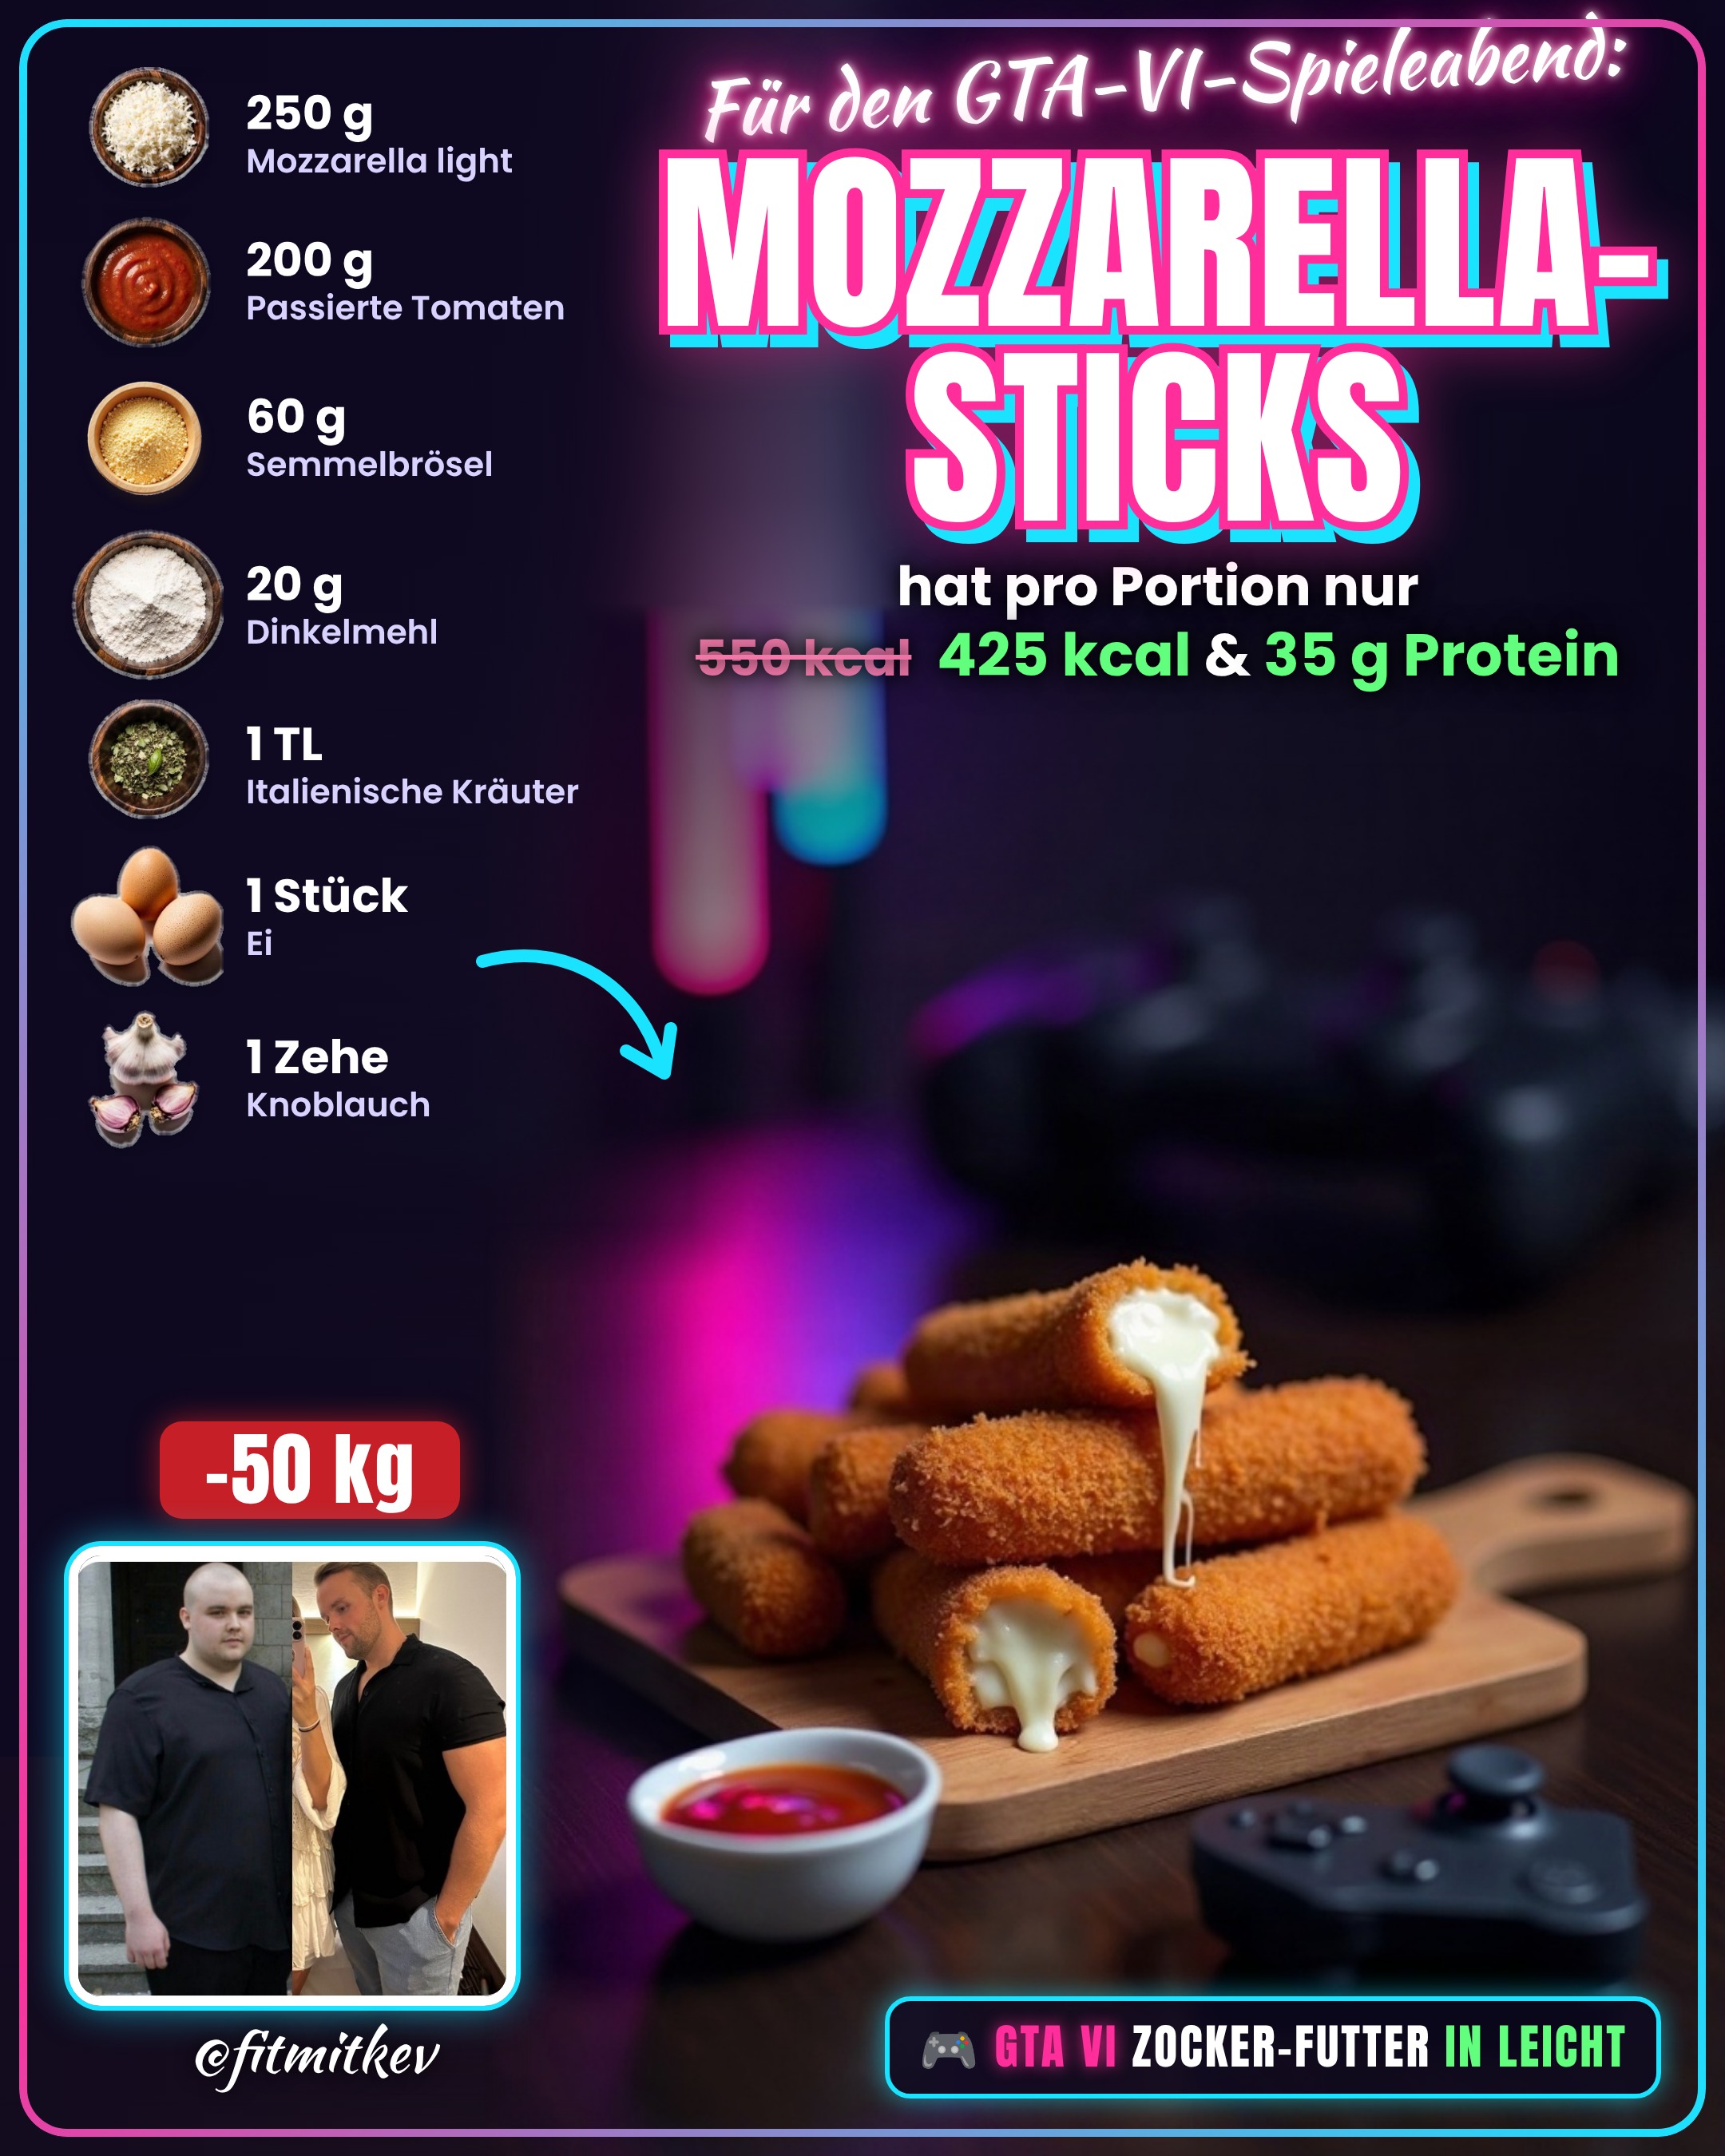 Für den GTA-VI-Spieleabend:
MOZZARELLA-
STICKS
hat pro Portion nur
550 kcal 425 kcal & 35 g Protein
250 g
Mozzarella light
200 g
Passierte Tomaten
60 g
Semmelbrösel
20 g
Dinkelmehl
1 TL
Italienische Kräuter
1 Stück
Ei
1 Zehe
Knoblauch
-50 kg
@fitmitkev
🎮 GTA VI ZOCKER-FUTTER IN LEICHT